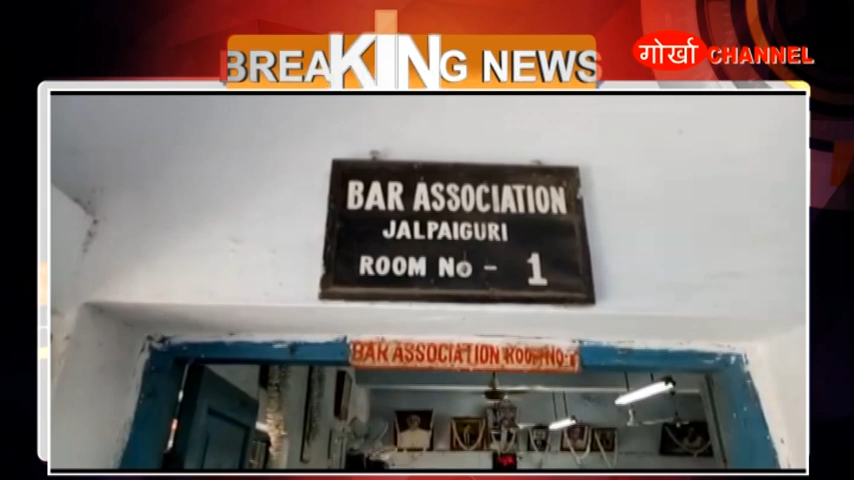 BREAKING NEWS
गोर्खा CHANNEL
BAR ASSOCIATION
JALPAIGURI
ROOM NO - 1
BAR ASSOCIATION ROOM NO: 1